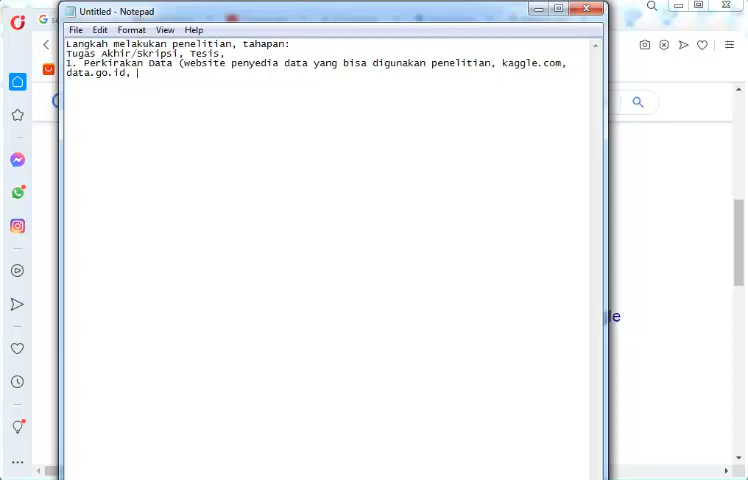 Untitled - Notepad
File Edit Format View Help
Langkah melakukan penelitian, tahapan:
Tugas Akhir/Skripsi, Tesis,
1. Perkirakan Data (website penyedia data yang bisa digunakan penelitian, kaggle.com,
data.go.id,
le